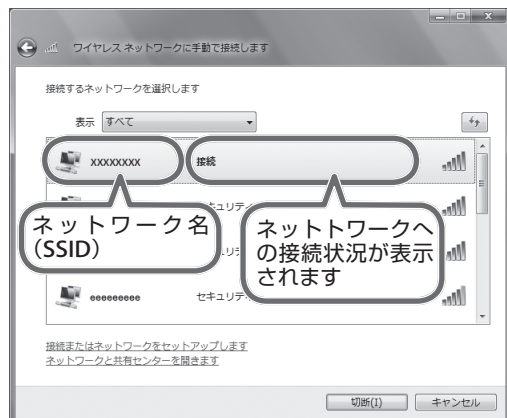 ワイヤレス ネットワークに手動で接続します
接続するネットワークを選択します
表示 すべて
xxxxxxxx 接続
ネットワーク名
（SSID）
ネットトワークへ
の接続状況が表示
されます
eeeeeeeee セキュリテ
接続またはネットワークをセットアップします
ネットワークと共有センターを開きます
切断(I) キャンセル